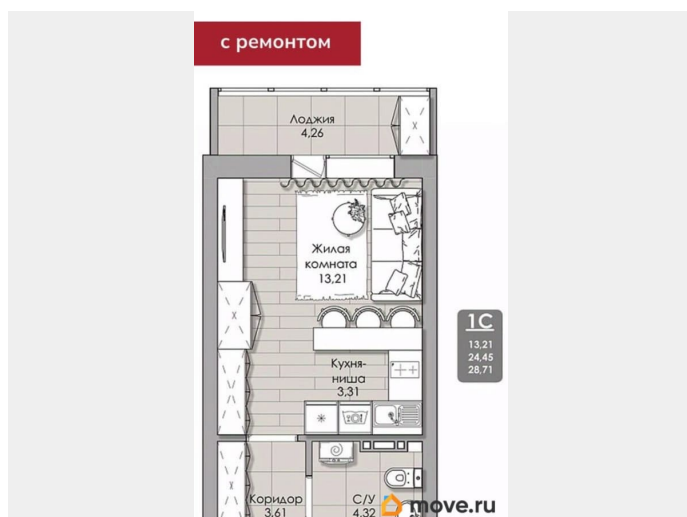 с ремонтом
Лоджия
4,26
Жилая
комната
13,21
1С
13,21
24,45
28,71
Кухня-
ниша
3,31
Коридор
3,61
С/У
4,32
move.ru